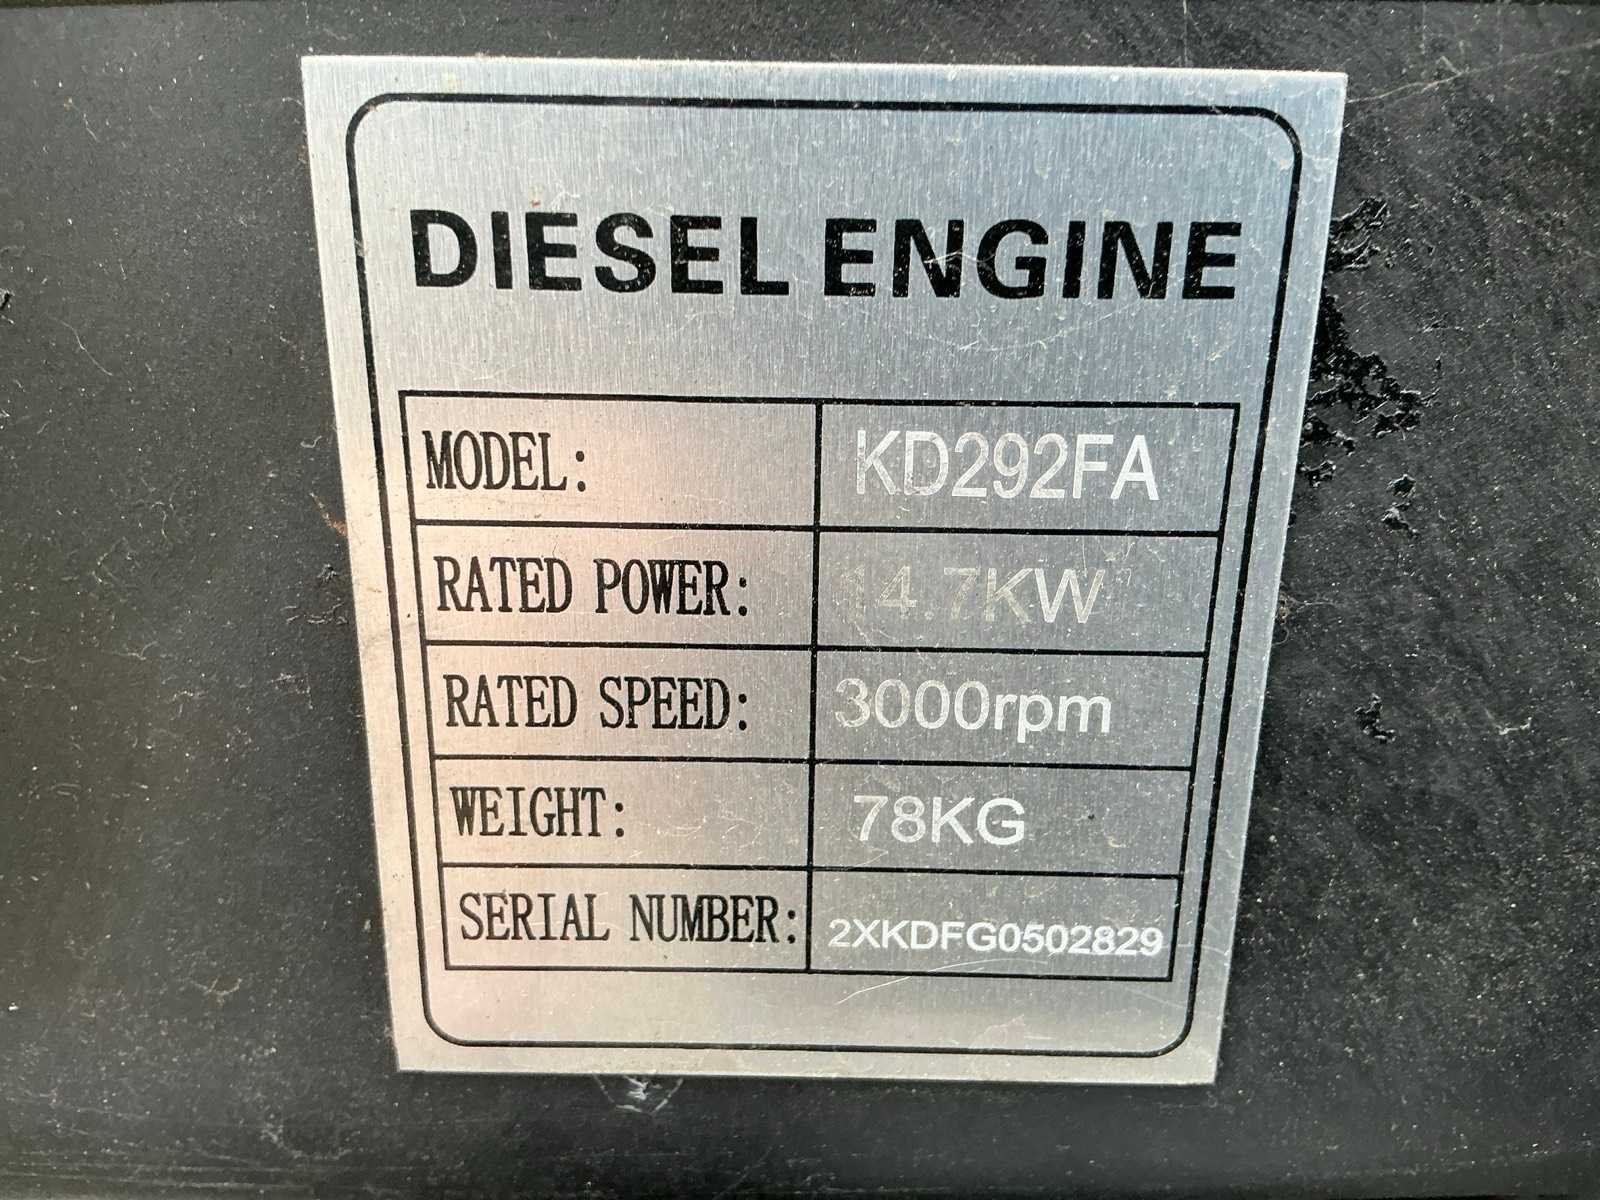 DIESEL ENGINE
MODEL: KD292FA
RATED POWER: 14.7KW
RATED SPEED: 3000rpm
WEIGHT: 78KG
SERIAL NUMBER: 2XKDFG0502829